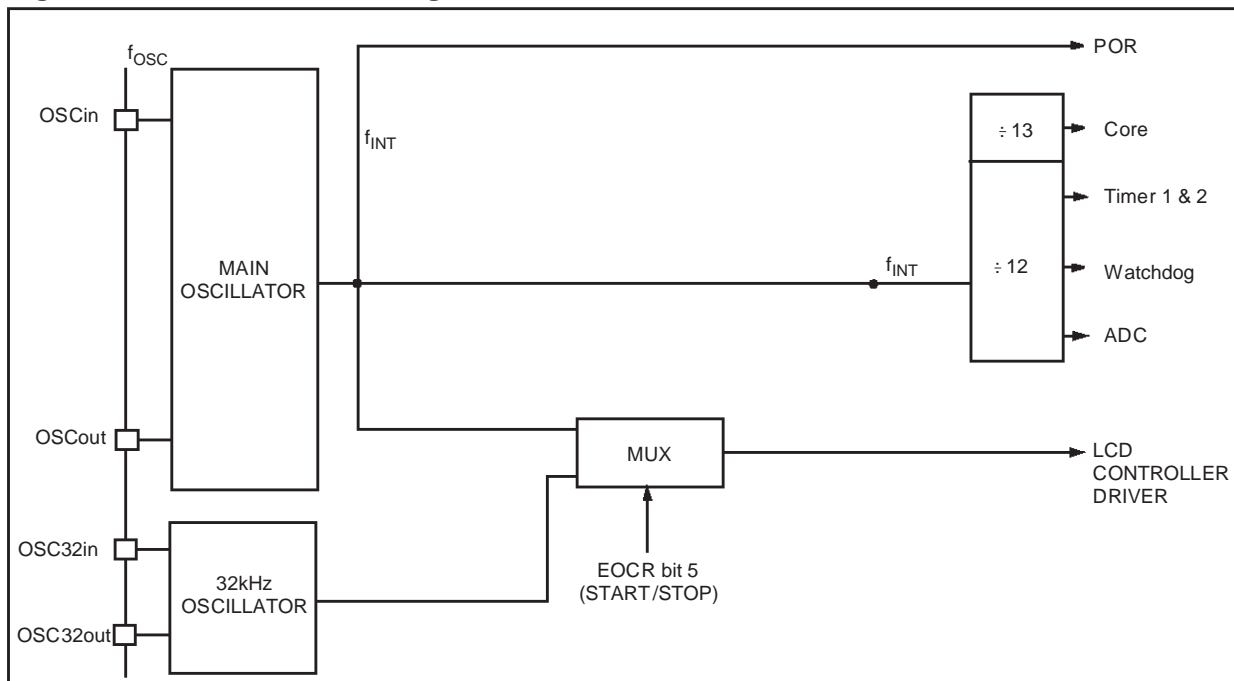 fOSC
POR
OSCin
÷ 13
Core
fINT
Timer 1 & 2
MAIN
OSCILLATOR
fINT
÷ 12
Watchdog
ADC
OSCout
MUX
LCD
CONTROLLER
DRIVER
OSC32in
EOCR bit 5
(START/STOP)
32kHz
OSCILLATOR
OSC32out